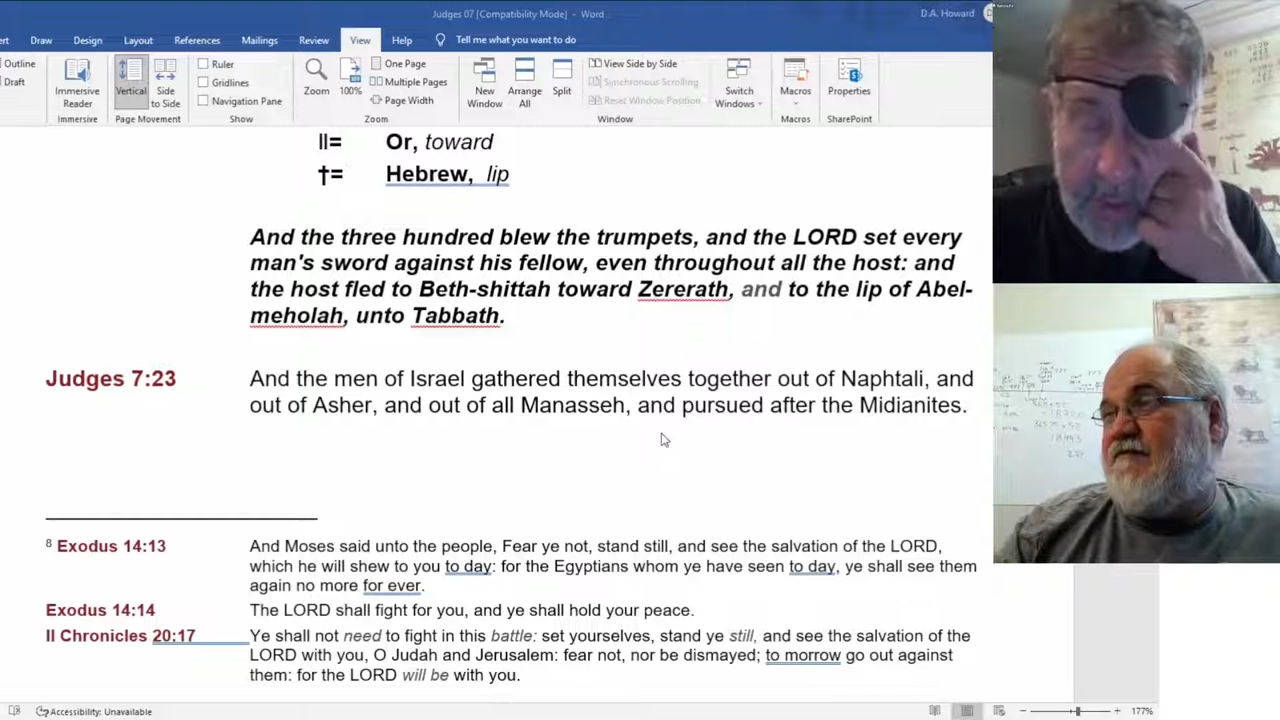 Judges 07 [Compatibility Mode] - Word
D.A. Howard
Draw Design Layout References Mailings Review View Help Tell me what you want to do
Outline
Draft
Immersive Reader
Immersive
Vertical
Side to Side
Page Movement
Ruler
Gridlines
Navigation Pane
Show
Zoom
100%
One Page
Multiple Pages
Page Width
Zoom
New Window
Arrange All
Split
View Side by Side
Synchronous Scrolling
Reset Window Position
Switch Windows
Window
Macros
Macros
Properties
SharePoint
||= Or, toward
†= Hebrew, lip
And the three hundred blew the trumpets, and the LORD set every
man's sword against his fellow, even throughout all the host: and
the host fled to Beth-shittah toward Zererath, and to the lip of Abel-
meholah, unto Tabbath.
Judges 7:23 And the men of Israel gathered themselves together out of Naphtali, and
out of Asher, and out of all Manasseh, and pursued after the Midianites.
8 Exodus 14:13 And Moses said unto the people, Fear ye not, stand still, and see the salvation of the LORD,
which he will shew to you to day: for the Egyptians whom ye have seen to day, ye shall see them
again no more for ever.
Exodus 14:14 The LORD shall fight for you, and ye shall hold your peace.
II Chronicles 20:17 Ye shall not need to fight in this battle: set yourselves, stand ye still, and see the salvation of the
LORD with you, O Judah and Jerusalem: fear not, nor be dismayed; to morrow go out against
them: for the LORD will be with you.
Accessibility: Unavailable
177%